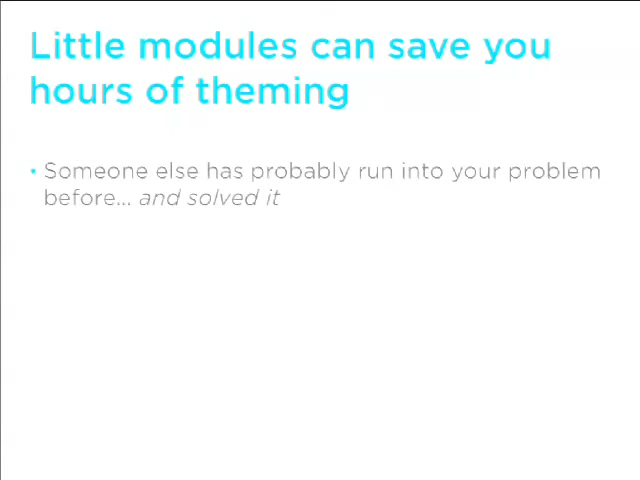 Little modules can save you
hours of theming
• Someone else has probably run into your problem
before... and solved it